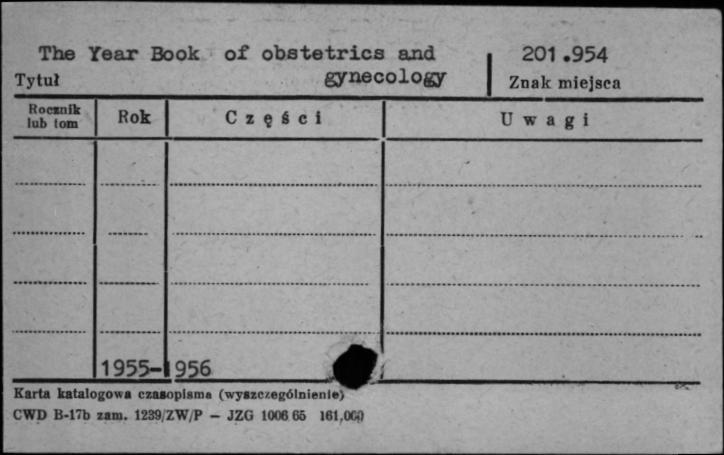 The Year Book of obstetrics and 201.954
Tytuł gynecology Znak miejsca
Rocznik lub tom Rok Części Uwagi
1955-1956
Karta katalogowa czasopisma (wyszczególnienie)
CWD B-17b zam. 1239/ZW/P — JZG 1006 65 161,000